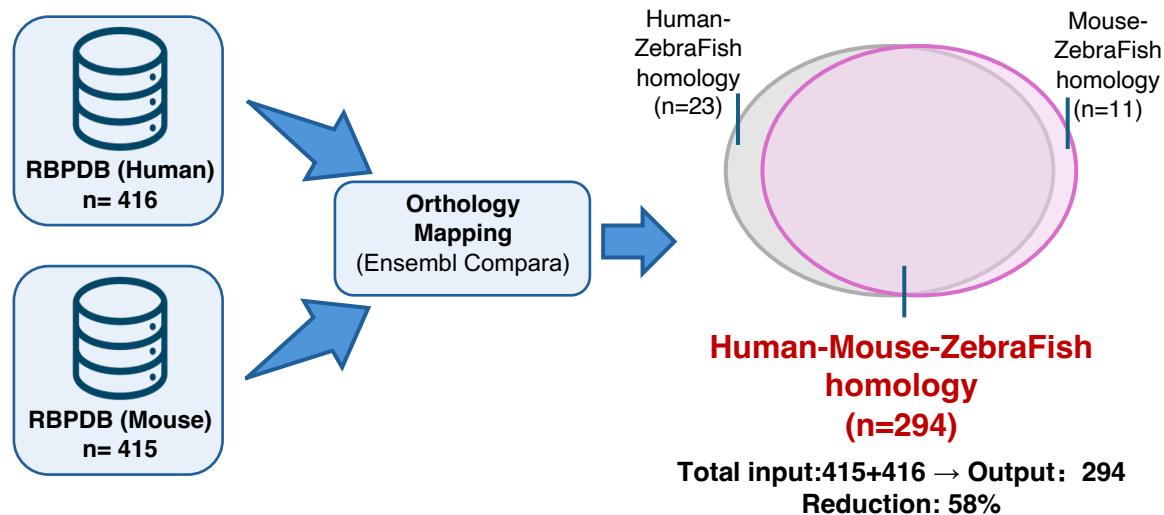 RBPDB (Human)
n= 416
RBPDB (Mouse)
n= 415
Orthology
Mapping
(Ensembl Compara)
Human-
ZebraFish
homology
(n=23)
Mouse-
ZebraFish
homology
(n=11)
Human-Mouse-ZebraFish
homology
(n=294)
Total input:415+416 → Output：294
Reduction: 58%